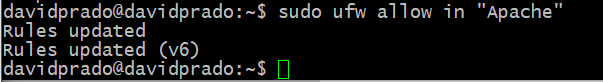 davidprado@davidprado:~$ sudo ufw allow in "Apache"
Rules updated
Rules updated (v6)
davidprado@davidprado:~$